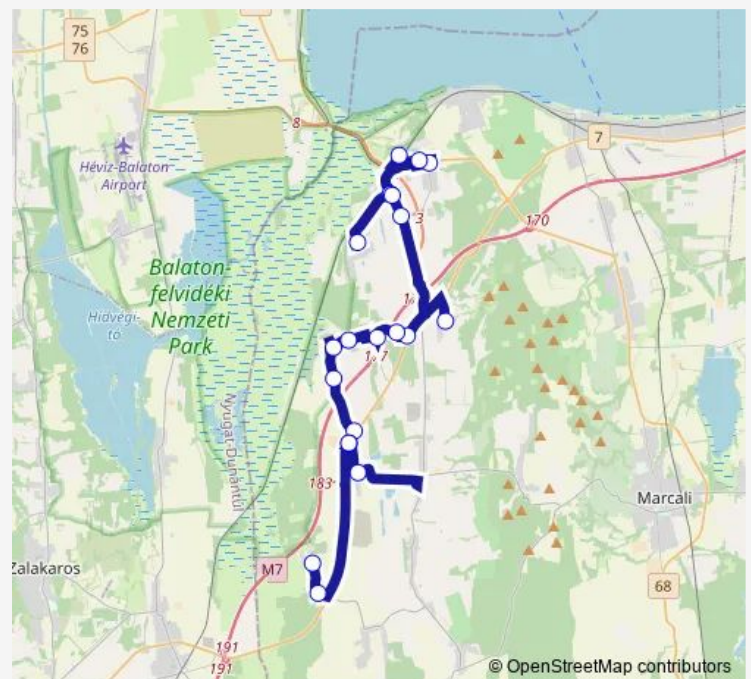 75
76
8
7
Hévíz-Balaton
Airport
3
170
Balaton-
felvidéki
Nemzeti
Park
Hídvégi-
tó
Nyugat-Dunántúl
183
Marcali
Zalakaros
M7
68
191
191
© OpenStreetMap contributors